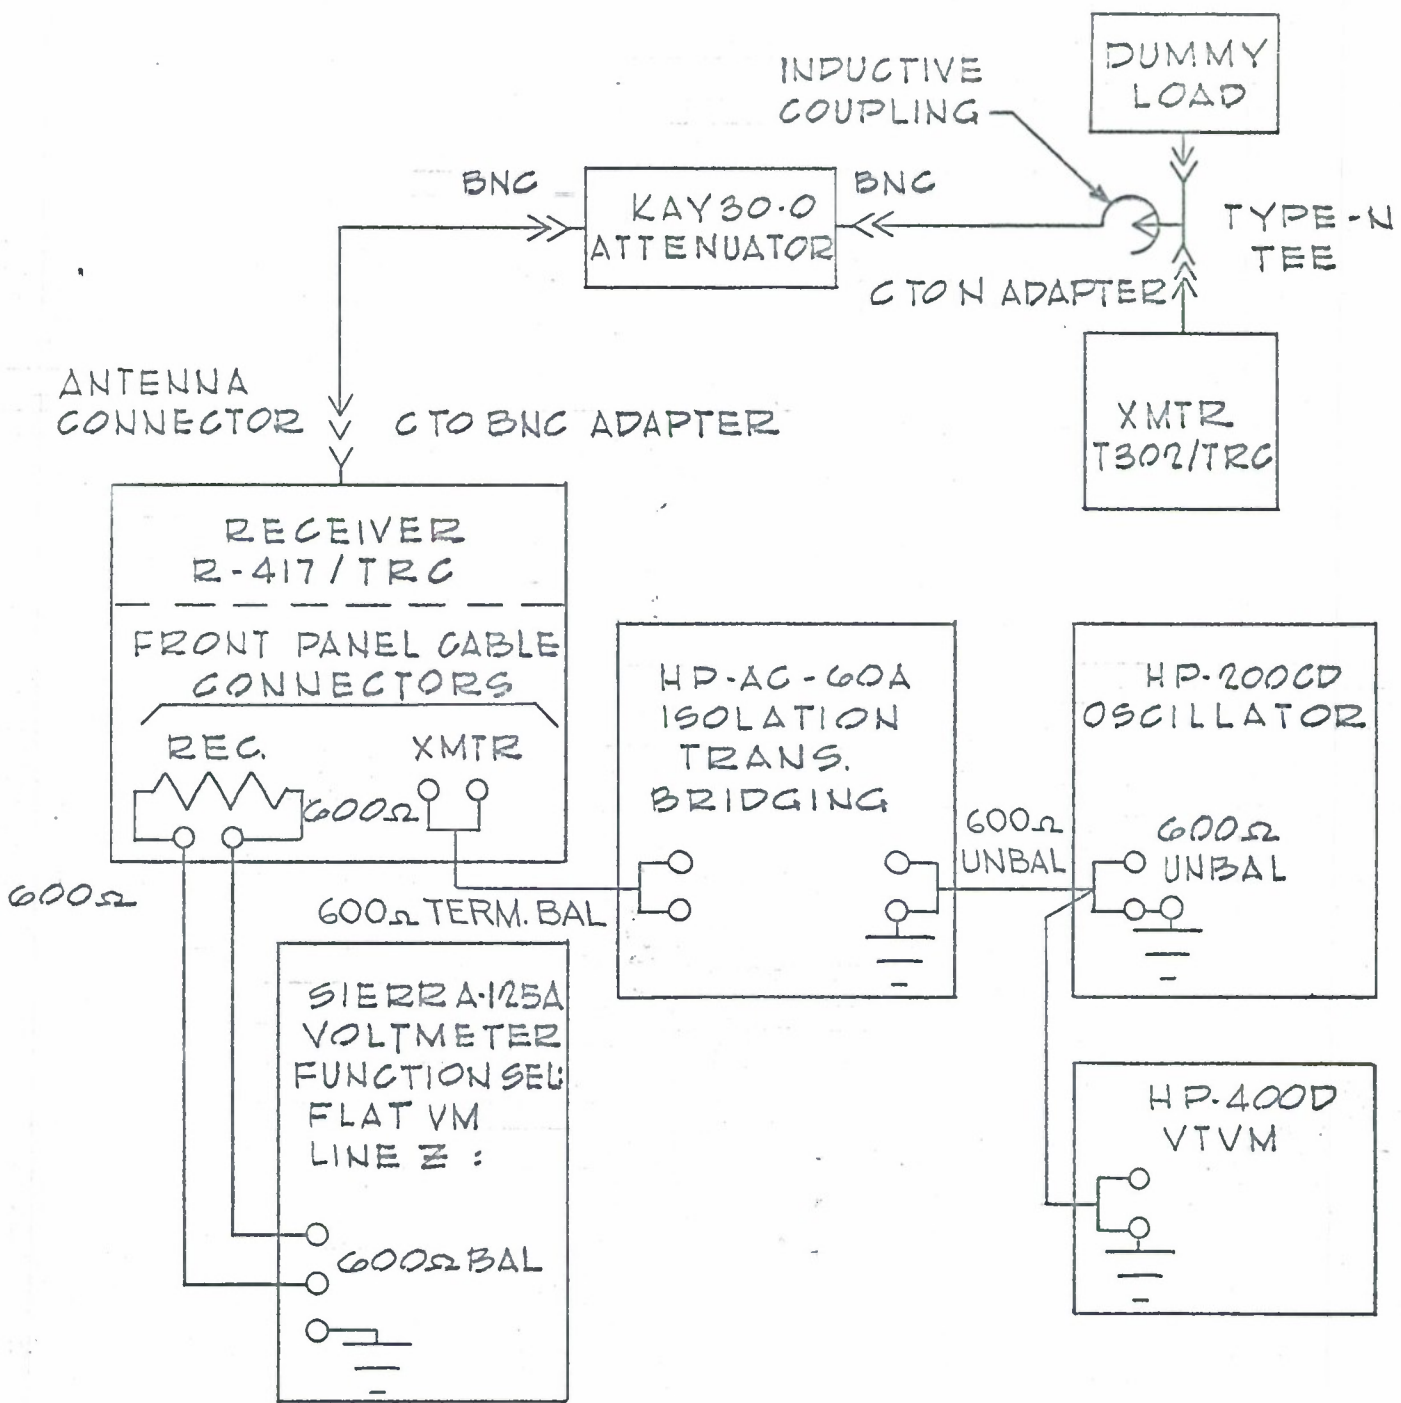 DUMMY
LOAD
INDUCTIVE
COUPLING
BNC
KAY 30-0
ATTENUATOR
BNC
TYPE-N
TEE
C TO N ADAPTER
XMTR
T302/TRC
ANTENNA
CONNECTOR
C TO BNC ADAPTER
RECEIVER
R-417/TRC
FRONT PANEL CABLE
CONNECTORS
REC.
XMTR
600Ω
600Ω
600Ω TERM. BAL
HP-AC-60A
ISOLATION
TRANS.
BRIDGING
600Ω
UNBAL
HP-200CD
OSCILLATOR
600Ω
UNBAL
SIERRA-125A
VOLTMETER
FUNCTION SEL:
FLAT VM
LINE Z :
600Ω BAL
HP-400D
VTVM